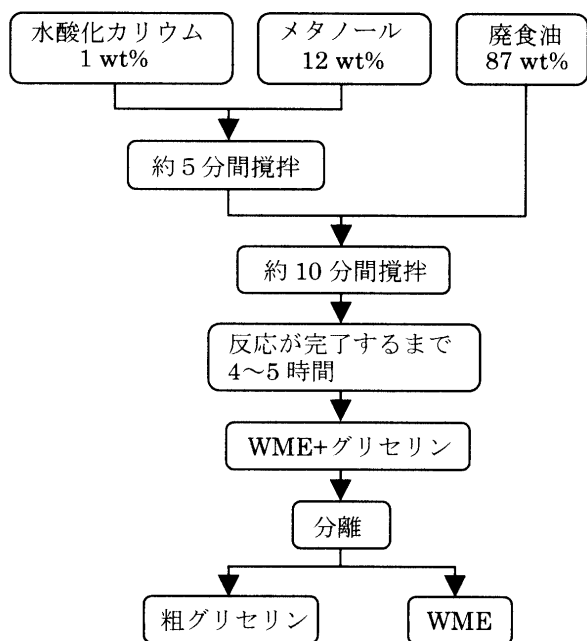 水酸化カリウム
1 wt%
メタノール
12 wt%
廃食油
87 wt%
約5分間攪拌
約10分間攪拌
反応が完了するまで
4〜5時間
WME+グリセリン
分離
粗グリセリン
WME